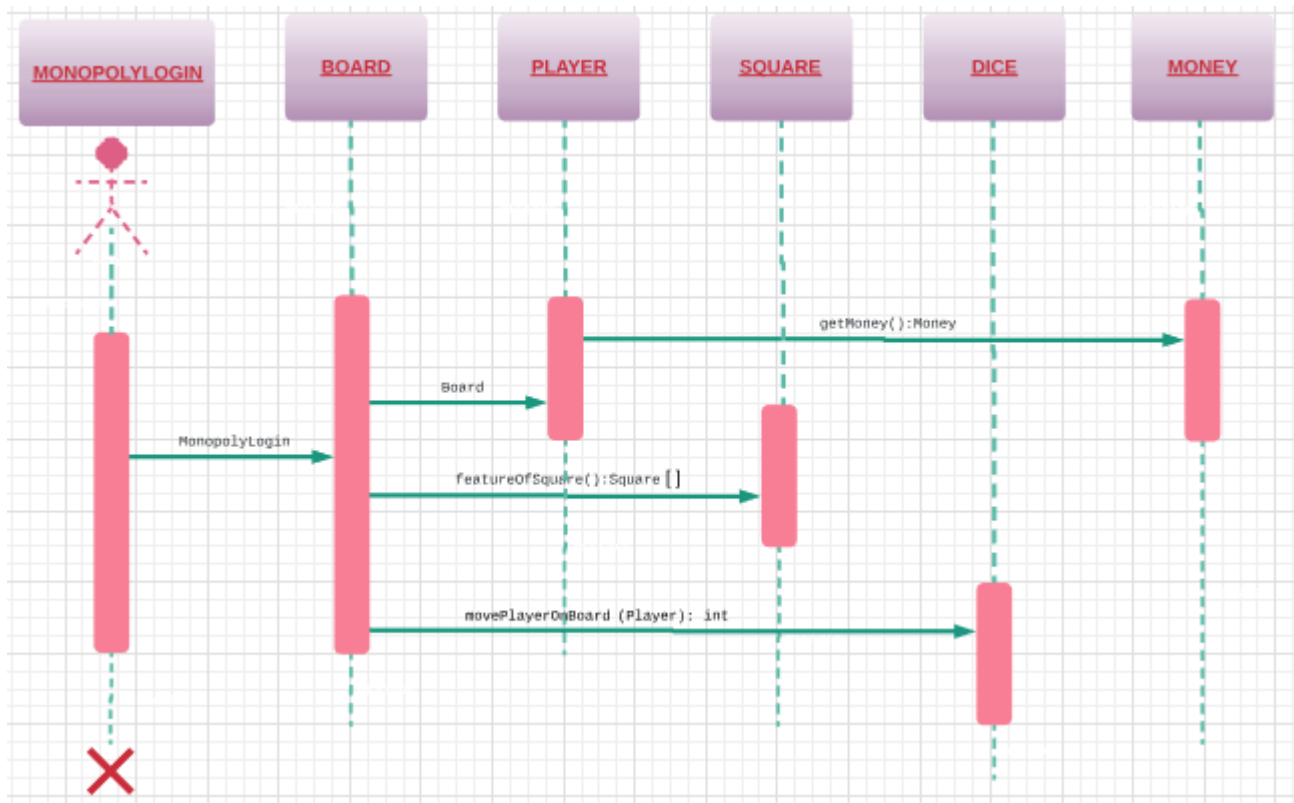 MONOPOLYLOGIN
BOARD
PLAYER
SQUARE
DICE
MONEY
getMoney():Money
Board
MonopolyLogin
featureOfSquare():Square []
movePlayerOnBoard (Player): int